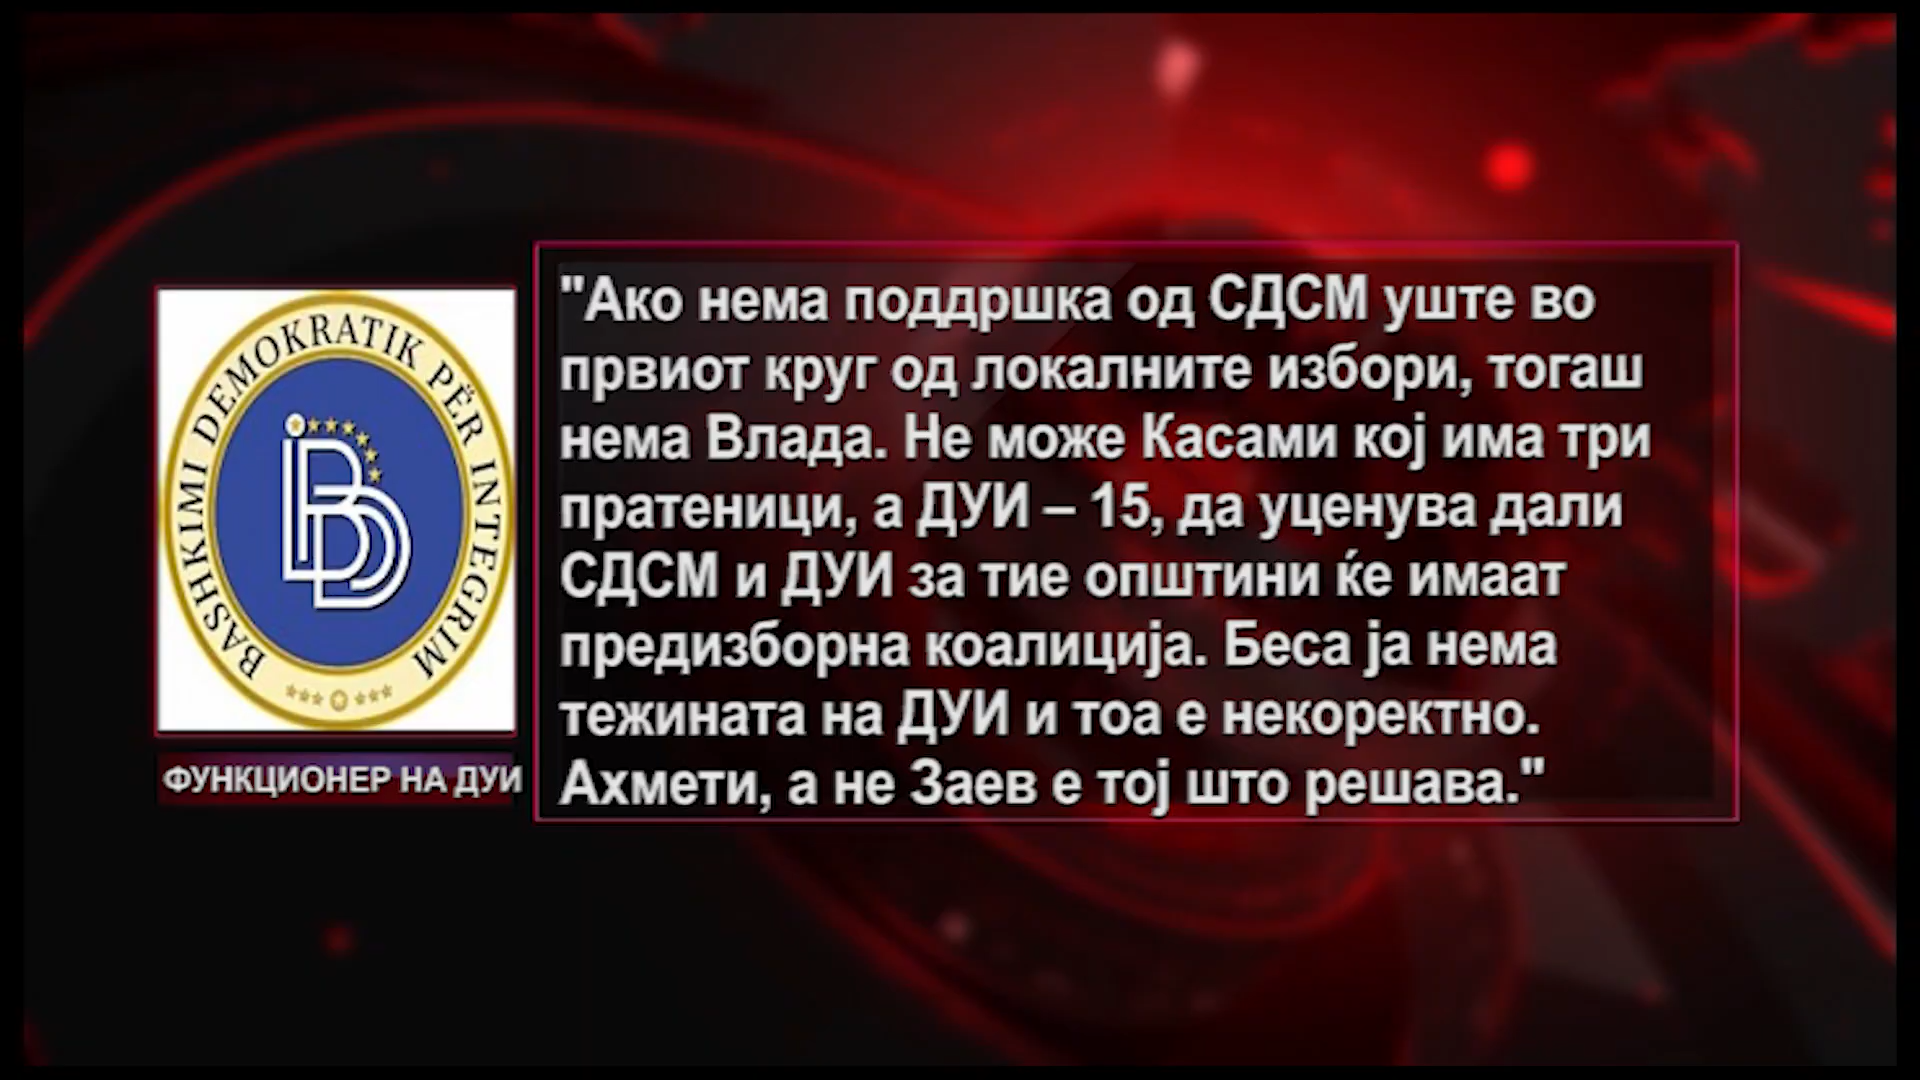 BASHKIMI DEMOKRATIK PËR INTEGRIM
BDI
ФУНКЦИОНЕР НА ДУИ
"Ако нема поддршка од СДСМ уште во
првиот круг од локалните избори, тогаш
нема Влада. Не може Касами кој има три
пратеници, а ДУИ – 15, да уценува дали
СДСМ и ДУИ за тие општини ќе имаат
предизборна коалиција. Беса ја нема
тежината на ДУИ и тоа е некоректно.
Ахмети, а не Заев е тој што решава."